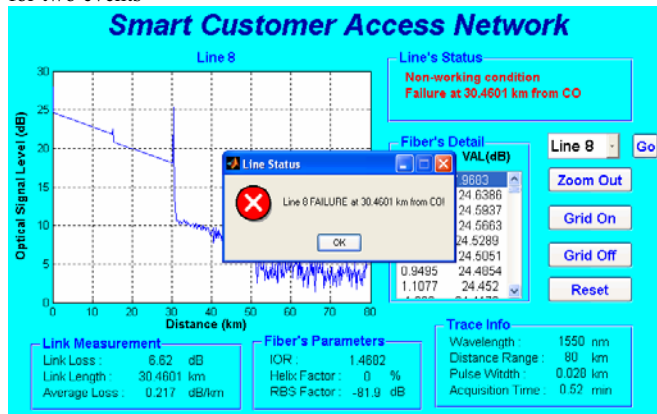 for two events
Smart Customer Access Network
Line 8
Optical Signal Level (dB)
30
25
20
15
10
5
0
0 10 20 30 40 50 60 70 80
Distance (km)
Line's Status
Non-working condition
Failure at 30.4601 km from CO
Fiber's Detail
VAL(dB)
24.6386
24.5937
24.5663
24.5289
24.5051
0.9495 24.4854
1.1077 24.452
Line 8
Go
Zoom Out
Grid On
Grid Off
Reset
Line Status
Line 8 FAILURE at 30.4601 km from CO!
OK
Link Measurement
Link Loss : 6.62 dB
Link Length : 30.4601 km
Average Loss : 0.217 dB/km
Fiber's Parameters
IOR : 1.4682
Helix Factor : 0 %
RBS Factor : -81.9 dB
Trace Info
Wavelength : 1550 nm
Distance Range : 80 km
Pulse Witdth : 0.028 km
Acquisition Time : 0.52 min